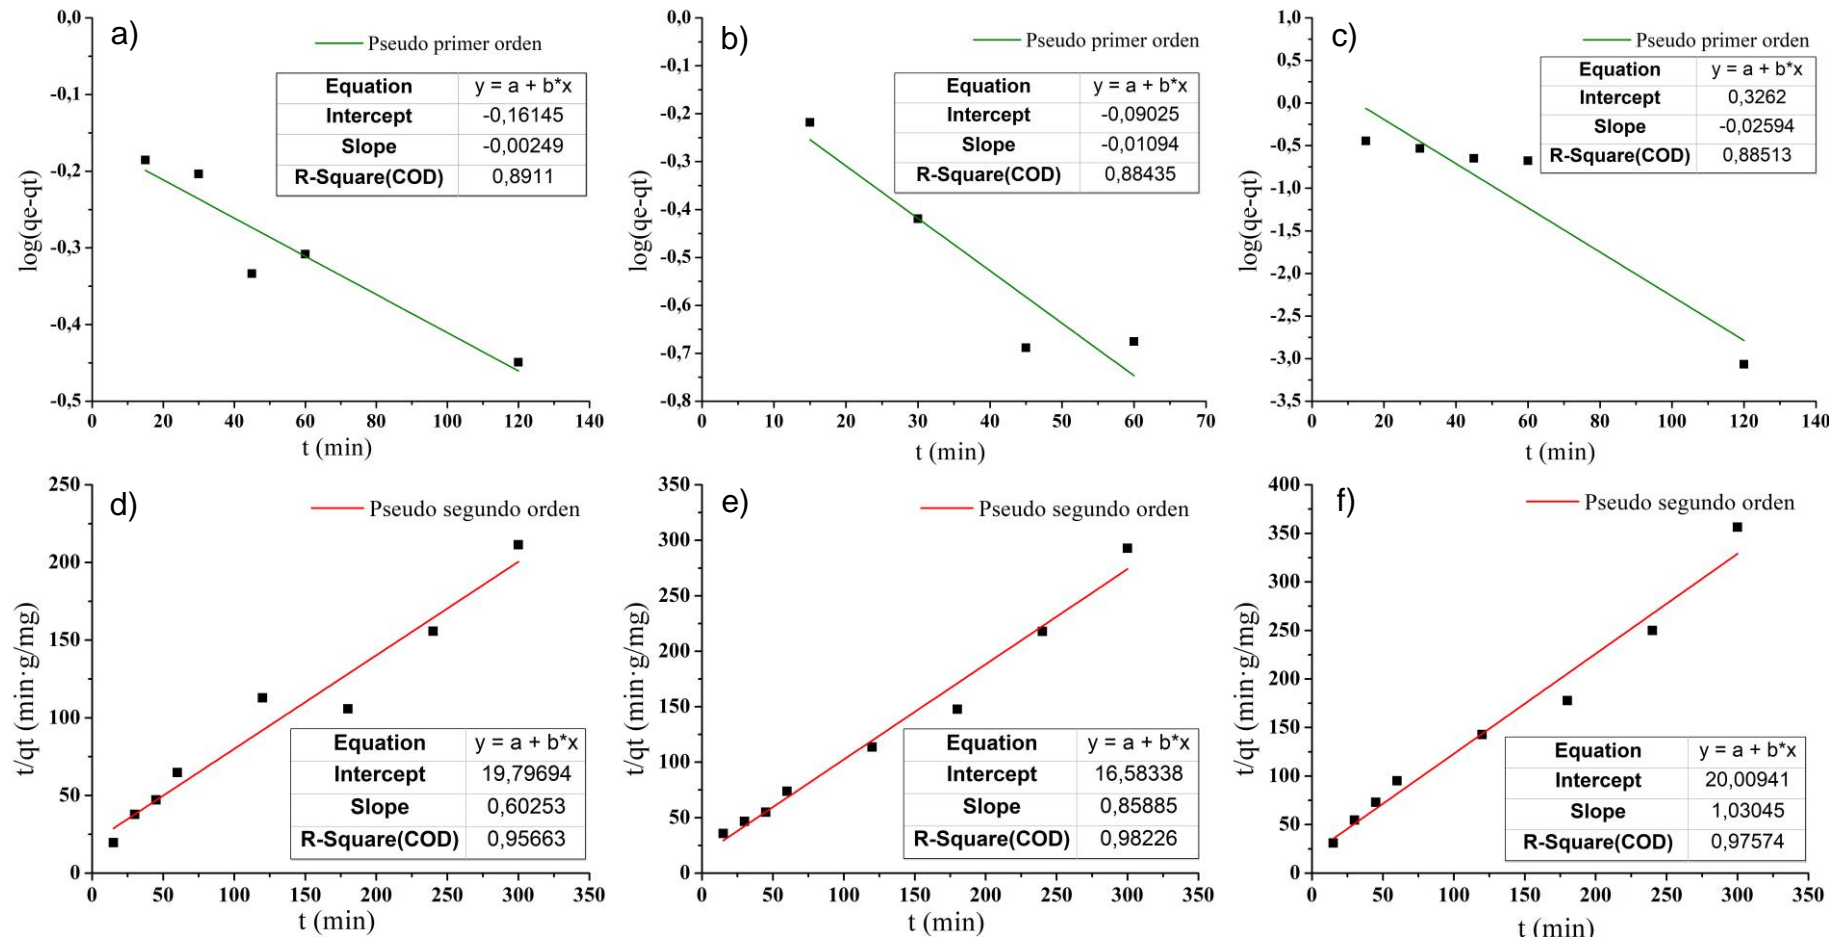 a)
Pseudo primer orden
Equation y = a + b*x
Intercept -0,16145
Slope -0,00249
R-Square(COD) 0,8911
0,0
-0,1
-0,2
-0,3
-0,4
-0,5
log(qe-qt)
0 20 40 60 80 100 120 140
t (min)
b)
Pseudo primer orden
Equation y = a + b*x
Intercept -0,09025
Slope -0,01094
R-Square(COD) 0,88435
0,0
-0,1
-0,2
-0,3
-0,4
-0,5
-0,6
-0,7
-0,8
log(qe-qt)
0 10 20 30 40 50 60 70
t (min)
c)
Pseudo primer orden
Equation y = a + b*x
Intercept 0,3262
Slope -0,02594
R-Square(COD) 0,88513
1,0
0,5
0,0
-0,5
-1,0
-1,5
-2,0
-2,5
-3,0
-3,5
log(qe-qt)
0 20 40 60 80 100 120 140
t (min)
d)
Pseudo segundo orden
Equation y = a + b*x
Intercept 19,79694
Slope 0,60253
R-Square(COD) 0,95663
250
200
150
100
50
0
t/qt (min·g/mg)
0 50 100 150 200 250 300 350
t (min)
e)
Pseudo segundo orden
Equation y = a + b*x
Intercept 16,58338
Slope 0,85885
R-Square(COD) 0,98226
350
300
250
200
150
100
50
0
t/qt (min·g/mg)
0 50 100 150 200 250 300 350
t (min)
f)
Pseudo segundo orden
Equation y = a + b*x
Intercept 20,00941
Slope 1,03045
R-Square(COD) 0,97574
400
350
300
250
200
150
100
50
0
t/qt (min·g/mg)
0 50 100 150 200 250 300 350
t (min)